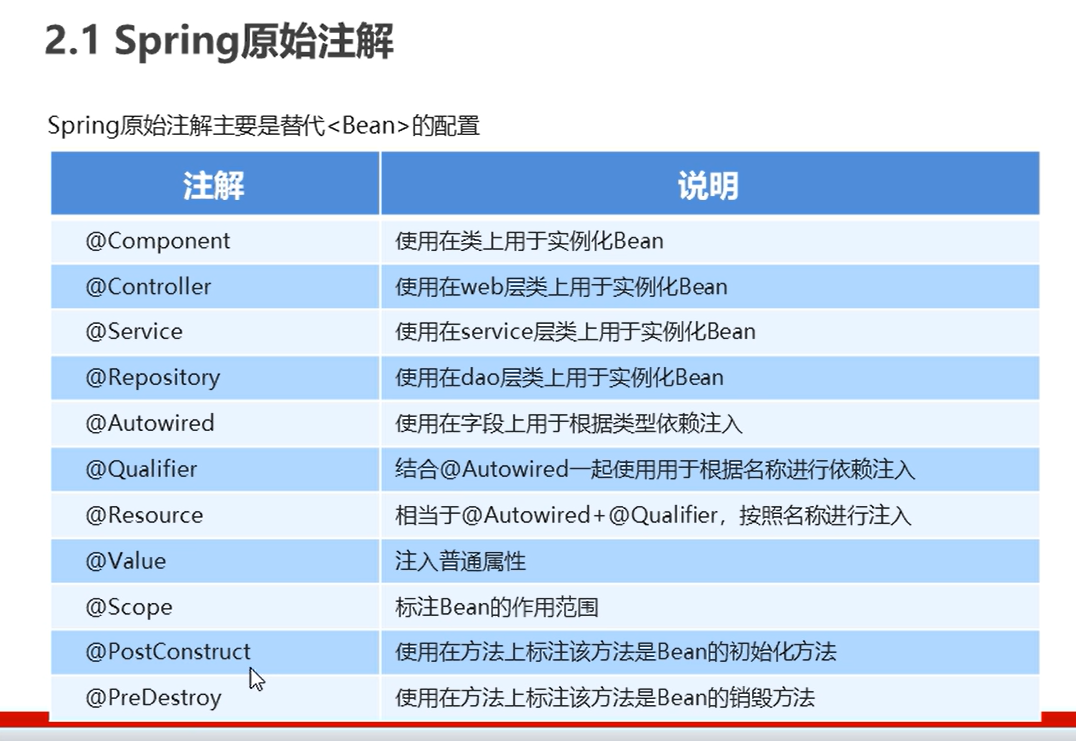 2.1 Spring原始注解
Spring原始注解主要是替代<Bean>的配置
注解 说明
@Component 使用在类上用于实例化Bean
@Controller 使用在web层类上用于实例化Bean
@Service 使用在service层类上用于实例化Bean
@Repository 使用在dao层类上用于实例化Bean
@Autowired 使用在字段上用于根据类型依赖注入
@Qualifier 结合@Autowired一起使用用于根据名称进行依赖注入
@Resource 相当于@Autowired+@Qualifier，按照名称进行注入
@Value 注入普通属性
@Scope 标注Bean的作用范围
@PostConstruct 使用在方法上标注该方法是Bean的初始化方法
@PreDestroy 使用在方法上标注该方法是Bean的销毁方法